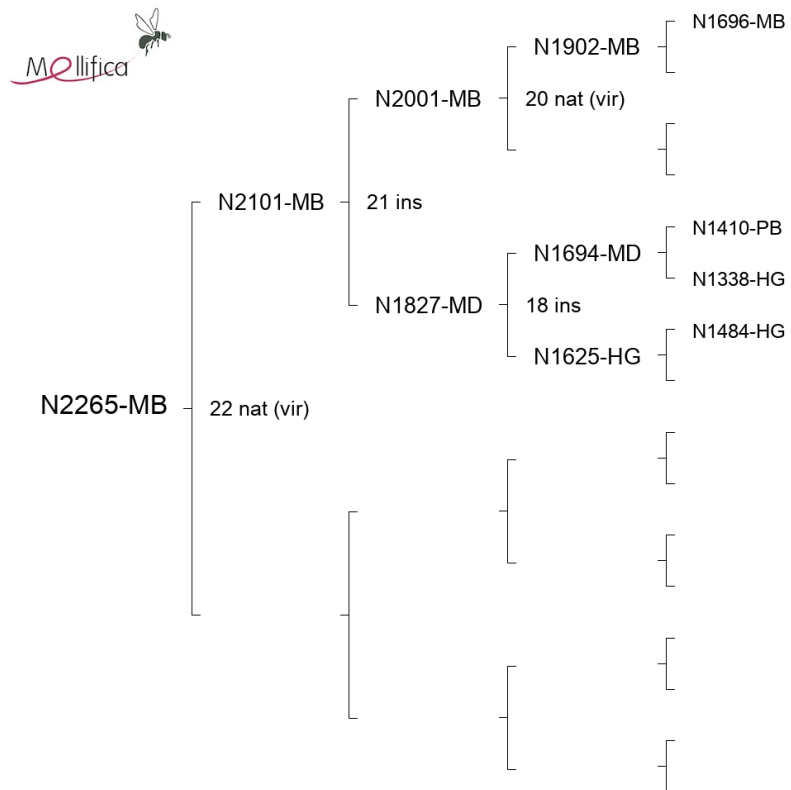 Mellifica
N1696-MB
N1902-MB
N2001-MB
20 nat (vir)
N2101-MB
21 ins
N1410-PB
N1694-MD
N1338-HG
N1827-MD
18 ins
N1484-HG
N1625-HG
N2265-MB
22 nat (vir)